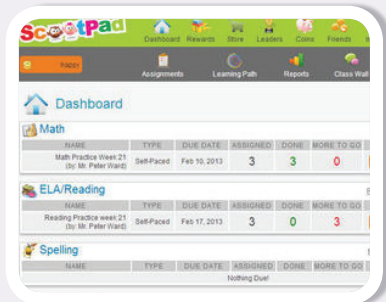 ScootPad
Dashboard Rewards Store Leaders Coins Friends
happy
Assignments Learning Path Reports Class Wall
Dashboard
Math
NAME TYPE DUE DATE ASSIGNED DONE MORE TO GO
Math Practice Week 21 Self-Paced Feb 10, 2013 3 3 0
(by: Mr. Peter Ward)
ELA/Reading
NAME TYPE DUE DATE ASSIGNED DONE MORE TO GO
Reading Practice week 21 Self-Paced Feb 17, 2013 3 0 3
(by: Mr. Peter Ward)
Spelling
NAME TYPE DUE DATE ASSIGNED DONE MORE TO GO
Nothing Due!